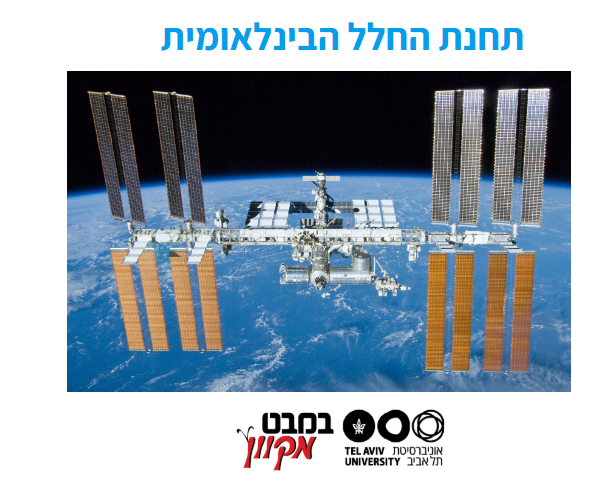 תחנת החלל הבינלאומית
במבט
מקוון
TEL AVIV אוניברסיטת
UNIVERSITY תל אביב